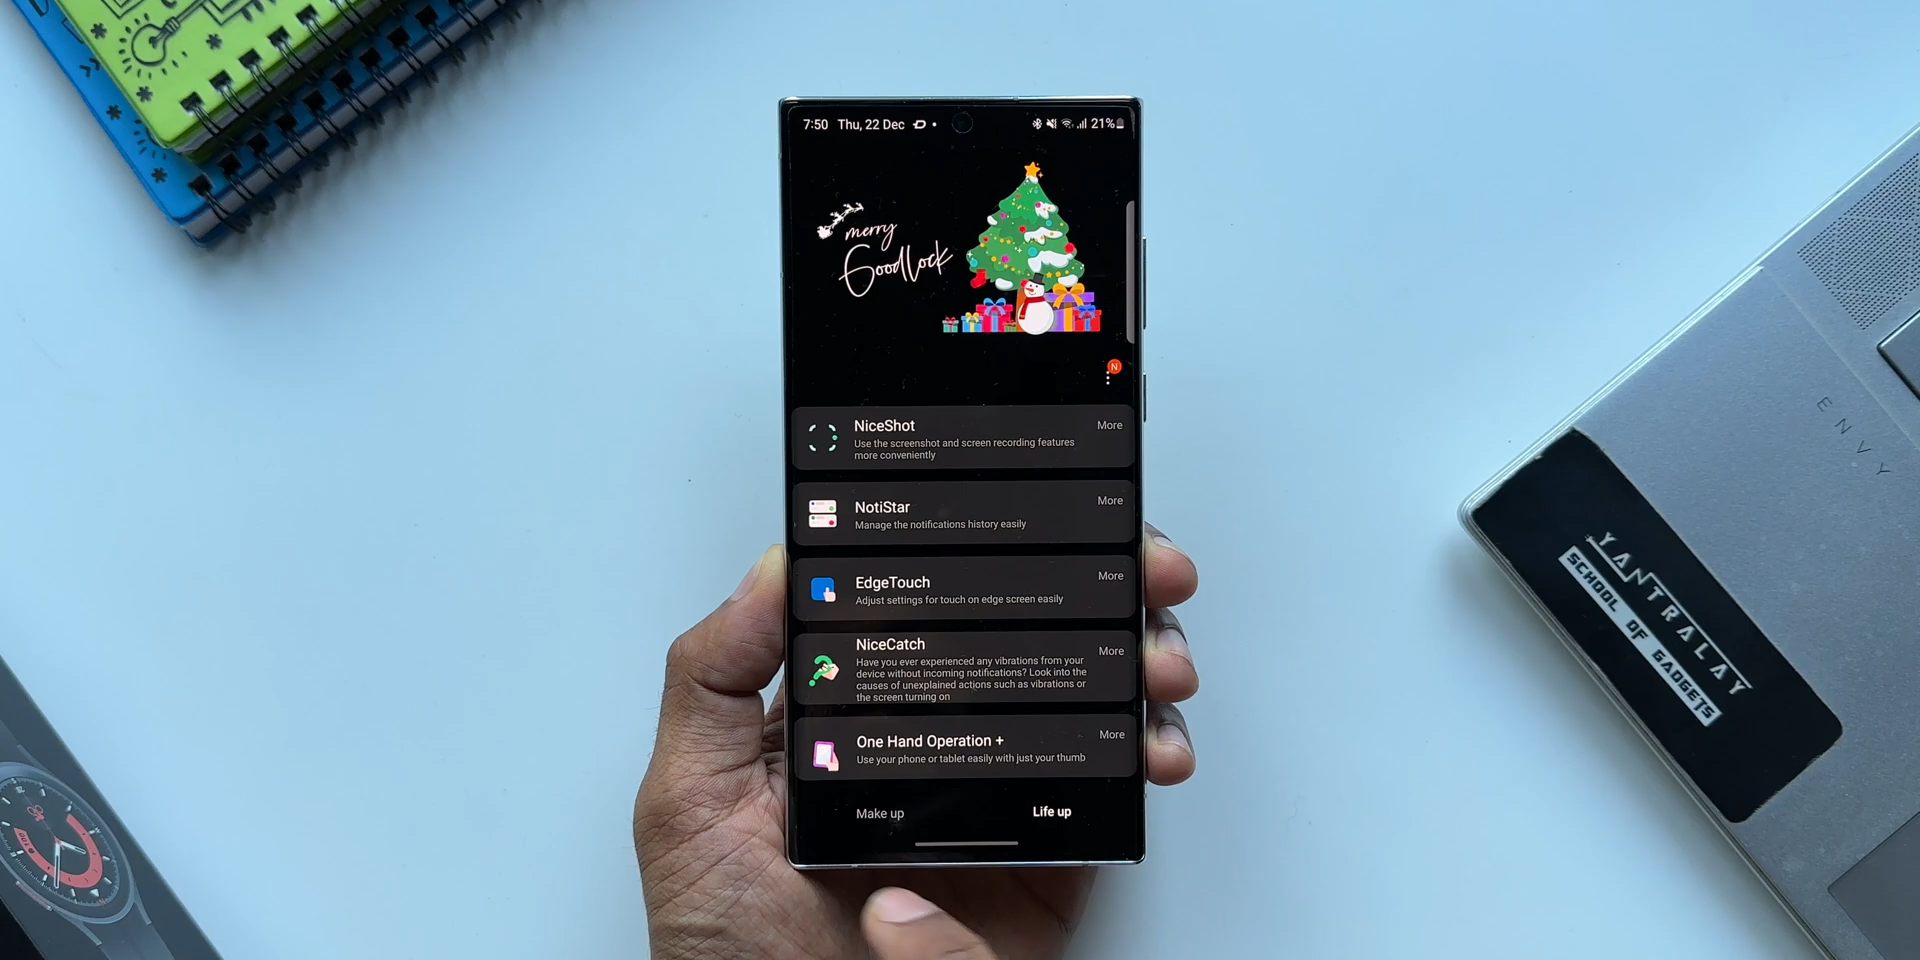 7:50 Thu, 22 Dec
21%
merry
Goodlock
N
NiceShot
More
Use the screenshot and screen recording features
more conveniently
NotiStar
More
Manage the notifications history easily
EdgeTouch
More
Adjust settings for touch on edge screen easily
NiceCatch
More
Have you ever experienced any vibrations from your
device without incoming notifications? Look into the
causes of unexplained actions such as vibrations or
the screen turning on
One Hand Operation +
More
Use your phone or tablet easily with just your thumb
Make up
Life up
ENVY
YANTRALAY
SCHOOL OF GADGETS